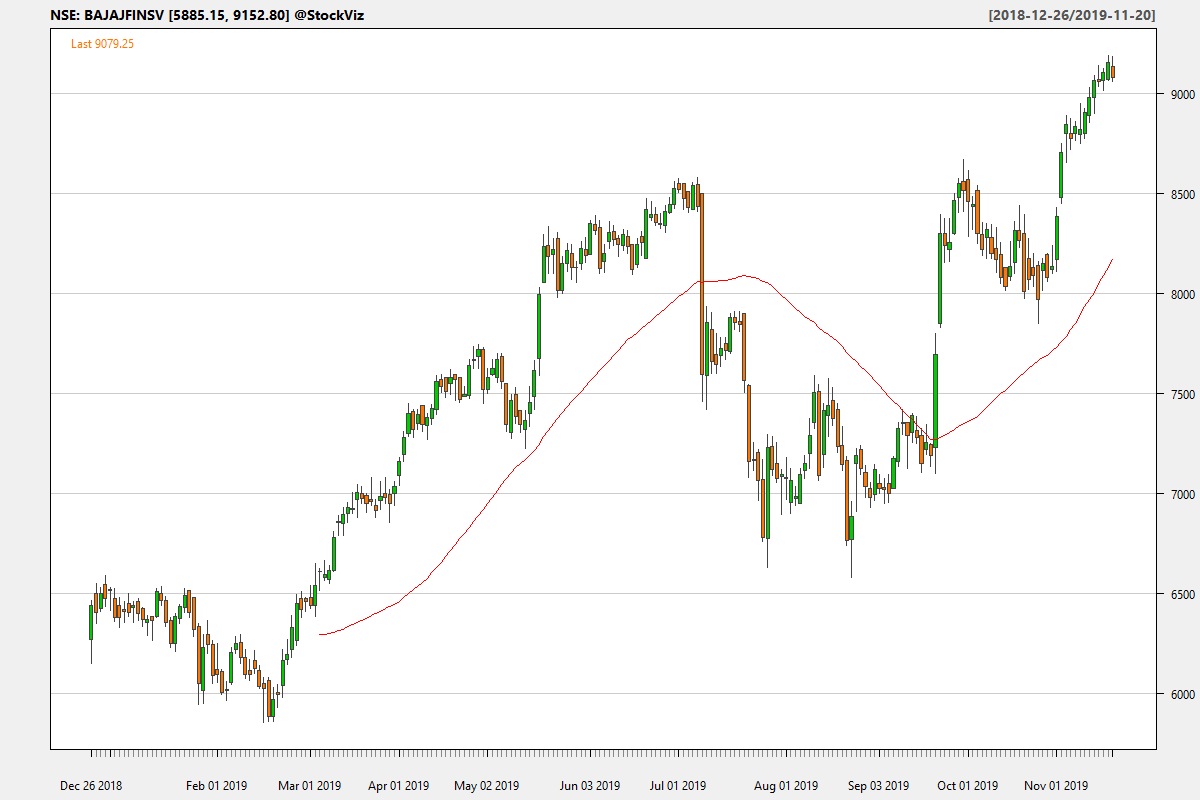 NSE: BAJAJFINSV [5885.15, 9152.80] @StockViz
[2018-12-26/2019-11-20]
Last 9079.25
9000
8500
8000
7500
7000
6500
6000
Dec 26 2018
Feb 01 2019
Mar 01 2019
Apr 01 2019
May 02 2019
Jun 03 2019
Jul 01 2019
Aug 01 2019
Sep 03 2019
Oct 01 2019
Nov 01 2019